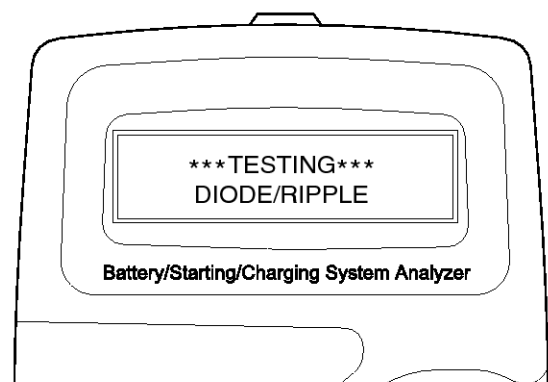 ***TESTING***
DIODE/RIPPLE
Battery/Starting/Charging System Analyzer